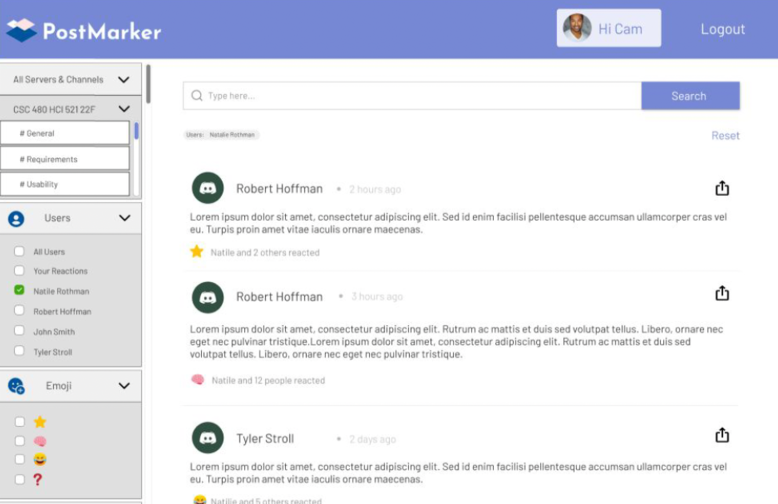 PostMarker
Hi Cam
Logout
All Servers & Channels
CSC 480 HCI 521 22F
# General
# Requirements
# Usability
Users
All Users
Your Reactions
Natlie Rothman
Robert Hoffman
John Smith
Tyler Stroll
Emoji
Type here...
Search
Users: Natalie Rothman
Reset
Robert Hoffman • 2 hours ago
Lorem ipsum dolor sit amet, consectetur adipiscing elit. Sed id enim facilisi pellentesque accumsan ullamcorper cras vel
eu. Turpis proin amet vitae iaculis ornare maecenas.
Natile and 2 others reacted
Robert Hoffman • 3 hours ago
Lorem ipsum dolor sit amet, consectetur adipiscing elit. Rutrum ac mattis et duis sed volutpat tellus. Libero, ornare nec
eget nec pulvinar tristique.Lorem ipsum dolor sit amet, consectetur adipiscing elit. Rutrum ac mattis et duis sed
volutpat tellus. Libero, ornare nec eget nec pulvinar tristique.
Natile and 12 people reacted
Tyler Stroll • 2 days ago
Lorem ipsum dolor sit amet, consectetur adipiscing elit. Sed id enim facilisi pellentesque accumsan ullamcorper cras vel
eu. Turpis proin amet vitae iaculis ornare maecenas.
Natile and 5 others reacted